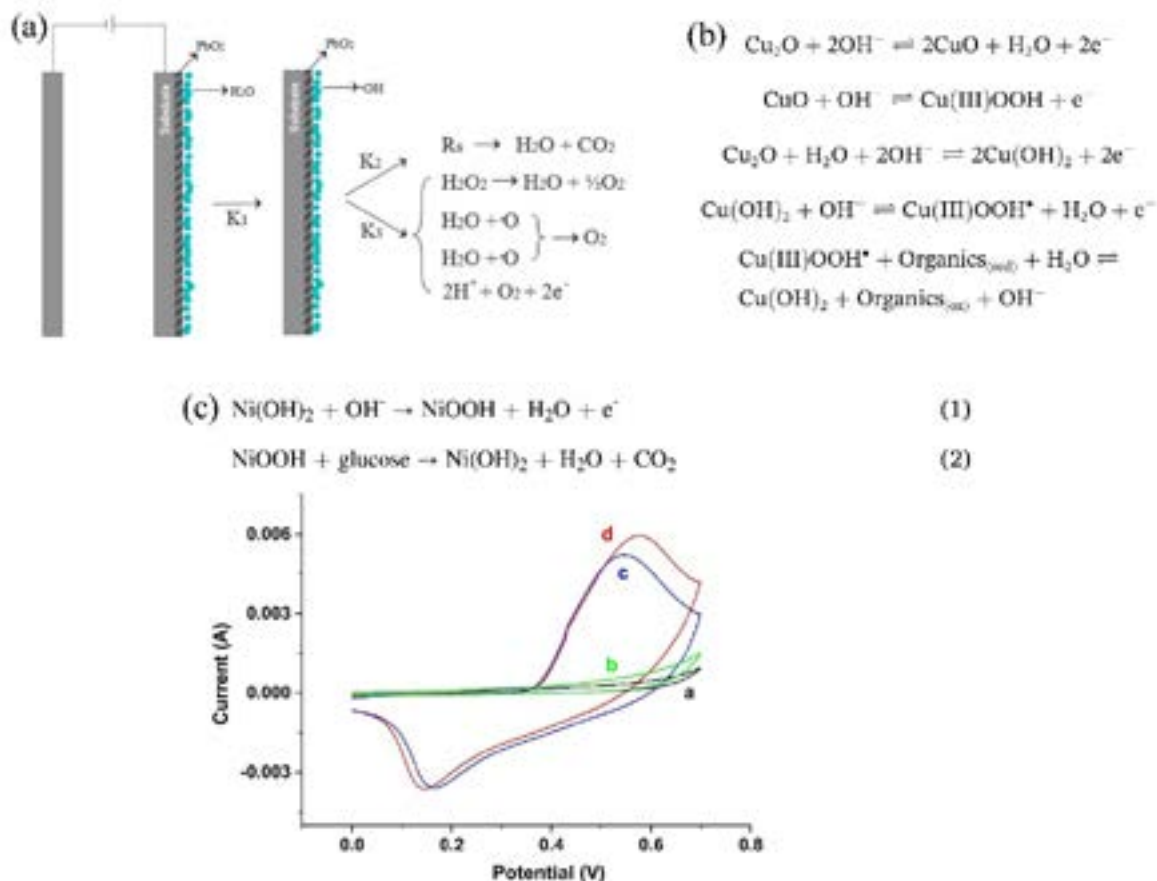 (a)
PbO₂
PbO₂
Substrate
H₂O
Substrate
OH
K₁
K₂
Rs → H₂O + CO₂
H₂O₂ → H₂O + ½O₂
K₃
H₂O + •O
H₂O + •O
→ O₂
2H⁺ + O₂ + 2e⁻
(b) Cu₂O + 2OH⁻ ⇌ 2CuO + H₂O + 2e⁻
CuO + OH⁻ ⇌ Cu(III)OOH + e⁻
Cu₂O + H₂O + 2OH⁻ ⇌ 2Cu(OH)₂ + 2e⁻
Cu(OH)₂ + OH⁻ ⇌ Cu(III)OOH• + H₂O + e⁻
Cu(III)OOH• + Organics(red) + H₂O ⇌
Cu(OH)₂ + Organics(ox) + OH⁻
(c) Ni(OH)₂ + OH⁻ → NiOOH + H₂O + e⁻ (1)
NiOOH + glucose → Ni(OH)₂ + H₂O + CO₂ (2)
0.006
0.003
0.000
-0.003
Current (A)
d
c
b
a
0.0 0.2 0.4 0.6 0.8
Potential (V)